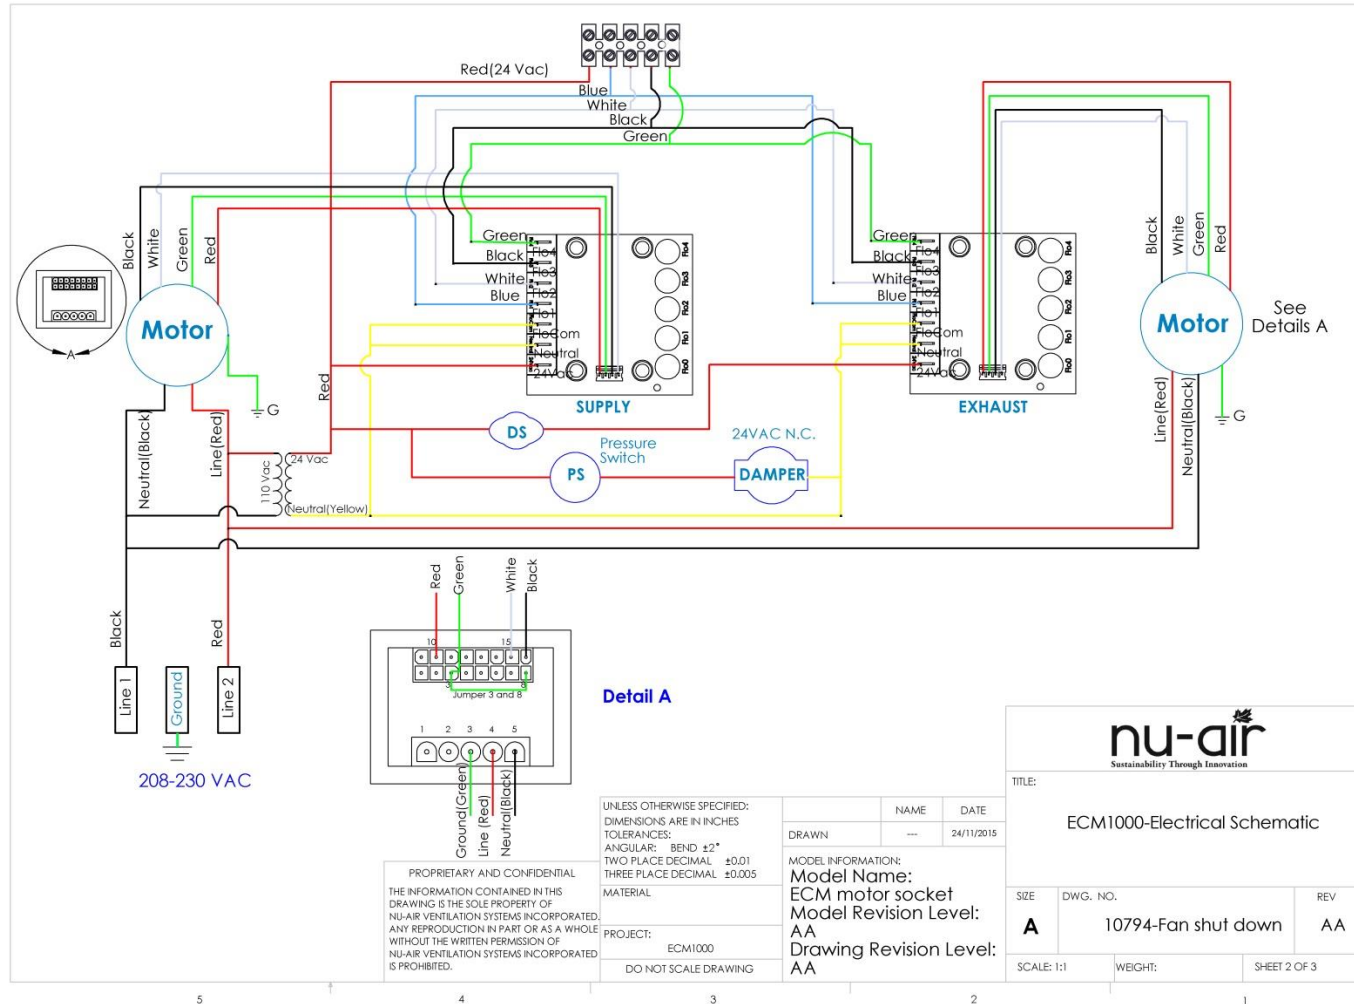 Red(24 Vac)
Blue
White
Black
Green
Black
White
Green
Red
Motor
A
G
Green
Black
White
Blue
Flo4
Flo3
Flo2
Flo1
FloCom
Neutral
24Vac
Flo4
Flo3
Flo2
Flo1
Flo0
SUPPLY
Green
Black
White
Blue
Flo4
Flo3
Flo2
Flo1
FloCom
Neutral
24Vac
Flo4
Flo3
Flo2
Flo1
Flo0
EXHAUST
Black
White
Green
Red
Motor
See
Details A
G
Line(Red)
Neutral(Black)
Red
DS
PS
Pressure
Switch
24VAC N.C.
DAMPER
Neutral(Black)
Line(Red)
110 Vac
24 Vac
Neutral(Yellow)
Black
Red
Line 1
Ground
Line 2
208-230 VAC
Red
Green
White
Black
10
15
3
8
Jumper 3 and 8
1 2 3 4 5
Ground(Green)
Line (Red)
Neutral(Black)
Detail A
PROPRIETARY AND CONFIDENTIAL
THE INFORMATION CONTAINED IN THIS
DRAWING IS THE SOLE PROPERTY OF
NU-AIR VENTILATION SYSTEMS INCORPORATED.
ANY REPRODUCTION IN PART OR AS A WHOLE
WITHOUT THE WRITTEN PERMISSION OF
NU-AIR VENTILATION SYSTEMS INCORPORATED
IS PROHIBITED.
UNLESS OTHERWISE SPECIFIED:
DIMENSIONS ARE IN INCHES
TOLERANCES:
ANGULAR: BEND ±2°
TWO PLACE DECIMAL ±0.01
THREE PLACE DECIMAL ±0.005
MATERIAL
PROJECT:
ECM1000
DO NOT SCALE DRAWING
NAME DATE
DRAWN --- 24/11/2015
MODEL INFORMATION:
Model Name:
ECM motor socket
Model Revision Level:
AA
Drawing Revision Level:
AA
nu-air
Sustainability Through Innovation
TITLE:
ECM1000-Electrical Schematic
SIZE DWG. NO. REV
A 10794-Fan shut down AA
SCALE: 1:1 WEIGHT: SHEET 2 OF 3
5 4 3 2 1